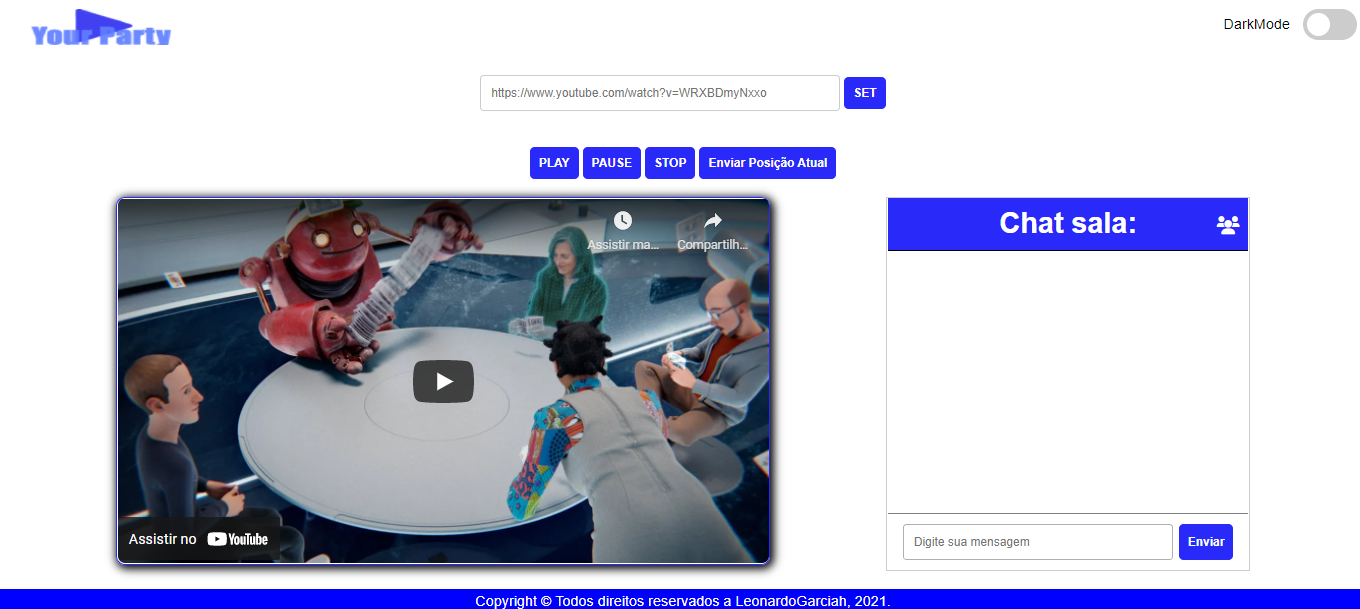 Your Party
DarkMode
https://www.youtube.com/watch?v=WRXBDmyNxxo
SET
PLAY
PAUSE
STOP
Enviar Posição Atual
Assistir ma...
Compartilh...
Chat sala:
Assistir no YouTube
Digite sua mensagem
Enviar
Copyright © Todos direitos reservados a LeonardoGarciah, 2021.